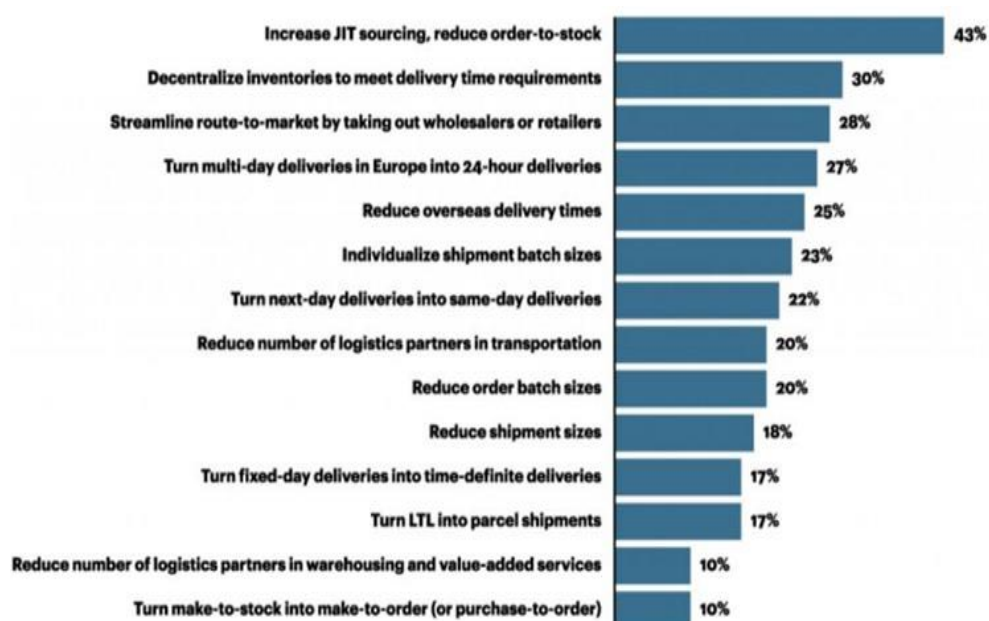 Increase JIT sourcing, reduce order-to-stock 43%
Decentralize inventories to meet delivery time requirements 30%
Streamline route-to-market by taking out wholesalers or retailers 28%
Turn multi-day deliveries in Europe into 24-hour deliveries 27%
Reduce overseas delivery times 25%
Individualize shipment batch sizes 23%
Turn next-day deliveries into same-day deliveries 22%
Reduce number of logistics partners in transportation 20%
Reduce order batch sizes 20%
Reduce shipment sizes 18%
Turn fixed-day deliveries into time-definite deliveries 17%
Turn LTL into parcel shipments 17%
Reduce number of logistics partners in warehousing and value-added services 10%
Turn make-to-stock into make-to-order (or purchase-to-order) 10%